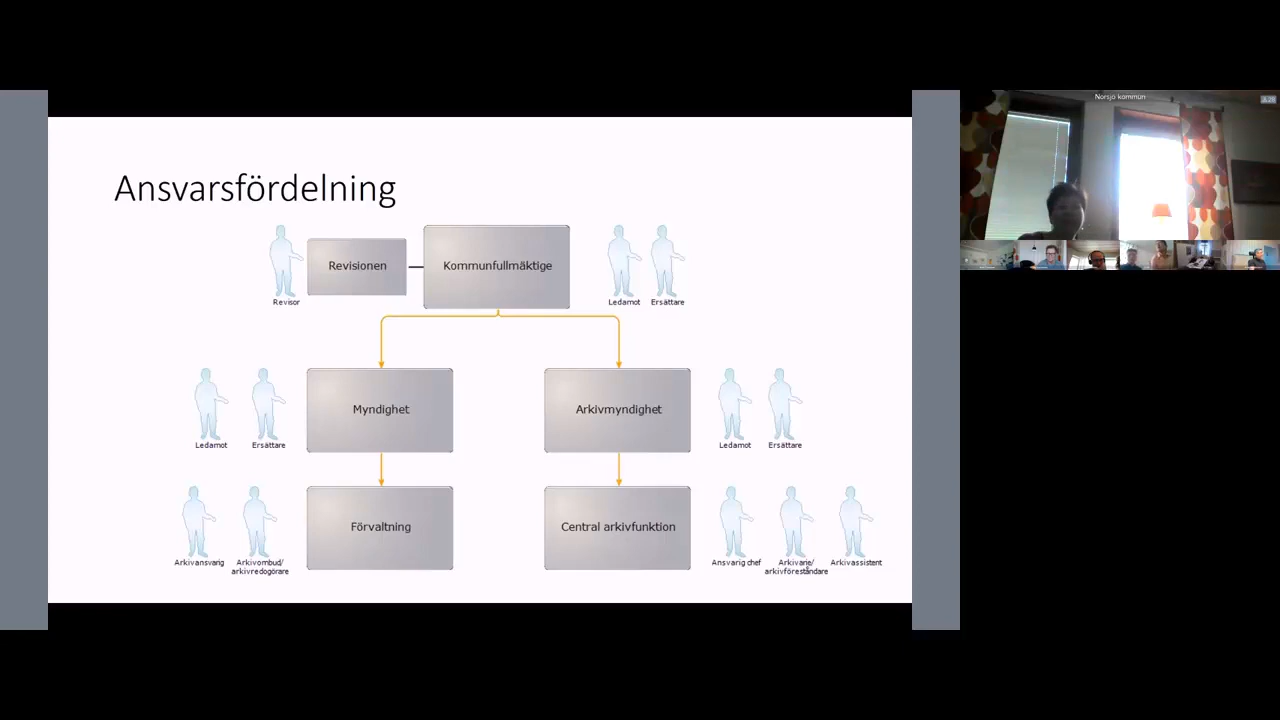 Ansvarsfördelning
Revisionen
Kommunfullmäktige
Revisor
Ledamot
Ersättare
Myndighet
Arkivmyndighet
Ledamot
Ersättare
Ledamot
Ersättare
Förvaltning
Central arkivfunktion
Arkivansvarig
Arkivombud/
arkivredogörare
Ansvarig chef
Arkivarie/
arkivföreståndare
Arkivassistent
Norsjö kommun